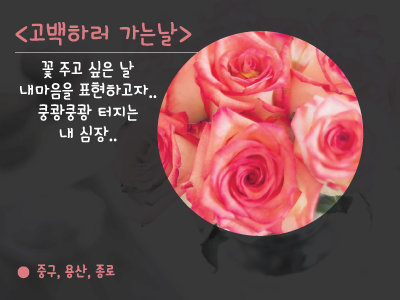 <고백하러 가는날>
꽃 주고 싶은 날
내마음을 표현하고자..
쿵쾅쿵쾅 터지는
내 심장..
중구, 용산, 종로